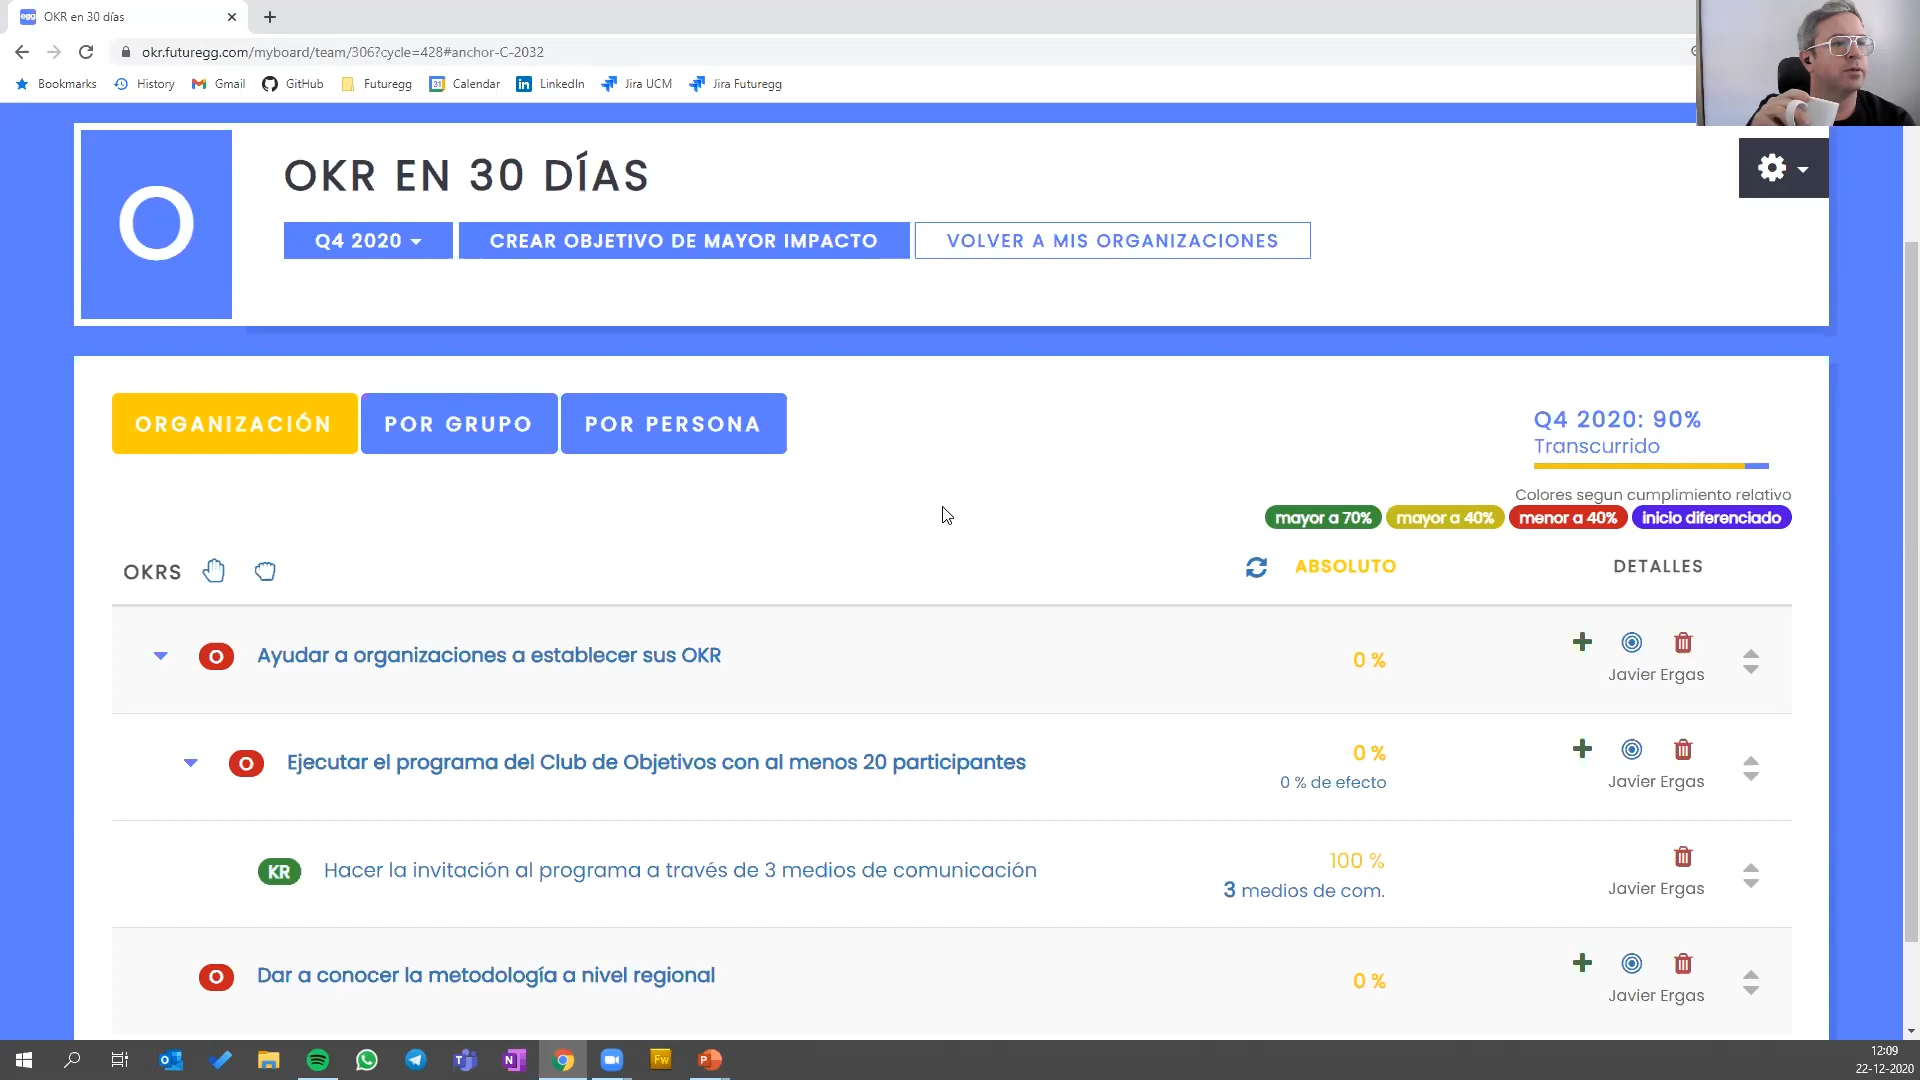 egg OKR en 30 días
okr.futuregg.com/myboard/team/306?cycle=428#anchor-C-2032
Bookmarks History Gmail GitHub Futuregg 31 Calendar in LinkedIn Jira UCM Jira Futuregg
O
OKR EN 30 DÍAS
Q4 2020 CREAR OBJETIVO DE MAYOR IMPACTO VOLVER A MIS ORGANIZACIONES
ORGANIZACIÓN POR GRUPO POR PERSONA
Q4 2020: 90%
Transcurrido
Colores segun cumplimiento relativo
mayor a 70% mayor a 40% menor a 40% inicio diferenciado
OKRS ABSOLUTO DETALLES
O Ayudar a organizaciones a establecer sus OKR 0 %
Javier Ergas
O Ejecutar el programa del Club de Objetivos con al menos 20 participantes 0 %
0 % de efecto Javier Ergas
KR Hacer la invitación al programa a través de 3 medios de comunicación 100 %
3 medios de com. Javier Ergas
O Dar a conocer la metodología a nivel regional 0 %
Javier Ergas
Fw
12:09
22-12-2020